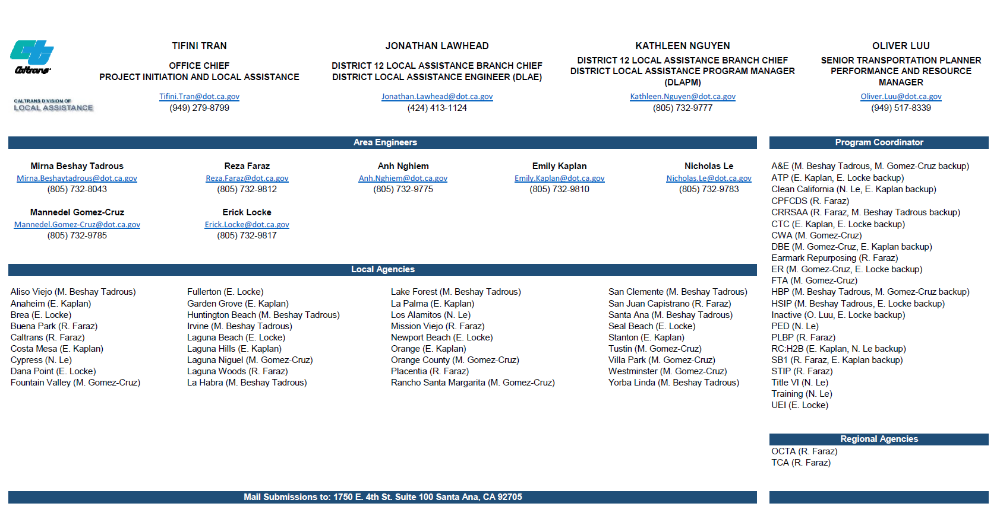 Caltrans
CALTRANS DIVISION OF
LOCAL ASSISTANCE
TIFINI TRAN
OFFICE CHIEF
PROJECT INITIATION AND LOCAL ASSISTANCE
Tifini.Tran@dot.ca.gov
(949) 279-8799
JONATHAN LAWHEAD
DISTRICT 12 LOCAL ASSISTANCE BRANCH CHIEF
DISTRICT LOCAL ASSISTANCE ENGINEER (DLAE)
Jonathan.Lawhead@dot.ca.gov
(424) 413-1124
KATHLEEN NGUYEN
DISTRICT 12 LOCAL ASSISTANCE BRANCH CHIEF
DISTRICT LOCAL ASSISTANCE PROGRAM MANAGER
(DLAPM)
Kathleen.Nguyen@dot.ca.gov
(805) 732-9777
OLIVER LUU
SENIOR TRANSPORTATION PLANNER
PERFORMANCE AND RESOURCE
MANAGER
Oliver.Luu@dot.ca.gov
(949) 517-8339
Area Engineers
Mirna Beshay Tadrous
Mirna.Beshaytadrous@dot.ca.gov
(805) 732-8043
Reza Faraz
Reza.Faraz@dot.ca.gov
(805) 732-9812
Anh Nghiem
Anh.Nghiem@dot.ca.gov
(805) 732-9775
Emily Kaplan
Emily.Kaplan@dot.ca.gov
(805) 732-9810
Nicholas Le
Nicholas.Le@dot.ca.gov
(805) 732-9783
Mannedel Gomez-Cruz
Mannedel.Gomez-Cruz@dot.ca.gov
(805) 732-9785
Erick Locke
Erick.Locke@dot.ca.gov
(805) 732-9817
Local Agencies
Aliso Viejo (M. Beshay Tadrous)
Anaheim (E. Kaplan)
Brea (E. Locke)
Buena Park (R. Faraz)
Caltrans (R. Faraz)
Costa Mesa (E. Kaplan)
Cypress (N. Le)
Dana Point (E. Locke)
Fountain Valley (M. Gomez-Cruz)
Fullerton (E. Locke)
Garden Grove (E. Kaplan)
Huntington Beach (M. Beshay Tadrous)
Irvine (M. Beshay Tadrous)
Laguna Beach (E. Locke)
Laguna Hills (E. Kaplan)
Laguna Niguel (M. Gomez-Cruz)
Laguna Woods (R. Faraz)
La Habra (M. Beshay Tadrous)
Lake Forest (M. Beshay Tadrous)
La Palma (E. Kaplan)
Los Alamitos (N. Le)
Mission Viejo (R. Faraz)
Newport Beach (E. Locke)
Orange (E. Kaplan)
Orange County (M. Gomez-Cruz)
Placentia (R. Faraz)
Rancho Santa Margarita (M. Gomez-Cruz)
San Clemente (M. Beshay Tadrous)
San Juan Capistrano (R. Faraz)
Santa Ana (M. Beshay Tadrous)
Seal Beach (E. Locke)
Stanton (E. Kaplan)
Tustin (M. Gomez-Cruz)
Villa Park (M. Gomez-Cruz)
Westminster (M. Gomez-Cruz)
Yorba Linda (M. Beshay Tadrous)
Program Coordinator
A&E (M. Beshay Tadrous, M. Gomez-Cruz backup)
ATP (E. Kaplan, E. Locke backup)
Clean California (N. Le, E. Kaplan backup)
CPFCDS (R. Faraz)
CRRSAA (R. Faraz, M. Beshay Tadrous backup)
CTC (E. Kaplan, E. Locke backup)
CWA (M. Gomez-Cruz)
DBE (M. Gomez-Cruz, E. Kaplan backup)
Earmark Repurposing (R. Faraz)
ER (M. Gomez-Cruz, E. Locke backup)
FTA (M. Gomez-Cruz)
HBP (M. Beshay Tadrous, M. Gomez-Cruz backup)
HSIP (M. Beshay Tadrous, E. Locke backup)
Inactive (O. Luu, E. Locke backup)
PED (N. Le)
PLBP (R. Faraz)
RC:H2B (E. Kaplan, N. Le backup)
SB1 (R. Faraz, E. Kaplan backup)
STIP (R. Faraz)
Title VI (N. Le)
Training (N. Le)
UEI (E. Locke)
Regional Agencies
OCTA (R. Faraz)
TCA (R. Faraz)
Mail Submissions to: 1750 E. 4th St. Suite 100 Santa Ana, CA 92705